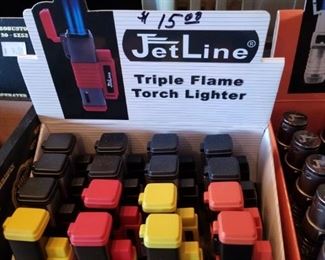 $ 15.00
JetLine®
Triple Flame
Torch Lighter